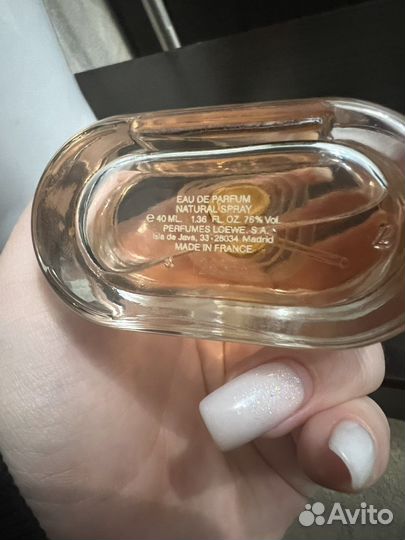 EAU DE PARFUM
NATURAL SPRAY
℮ 40 ML. 1.36 FL. OZ. 76% Vol.
PERFUMES LOEWE, S.A.
Isla de Java, 33-28034 Madrid
MADE IN FRANCE
Avito